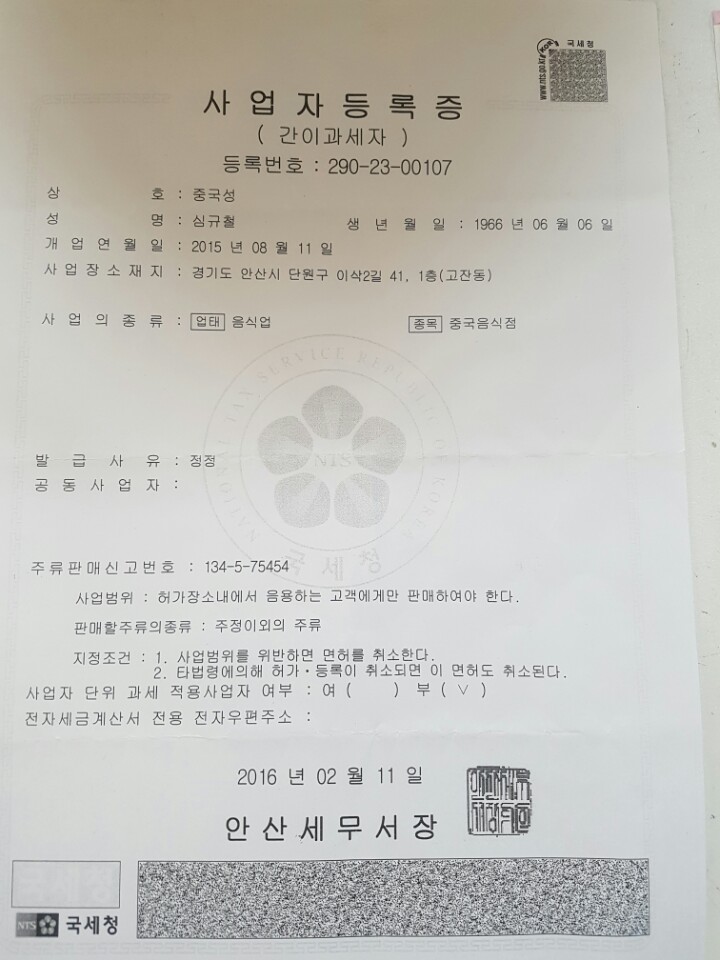 국세청
www.nts.go.kr
사업자등록증
( 간이과세자 )
등록번호 : 290-23-00107
상 호 : 중국성
성 명 : 심규철 생 년 월 일 : 1966 년 06 월 06 일
개 업 연 월 일 : 2015 년 08 월 11 일
사 업 장 소 재 지 : 경기도 안산시 단원구 이삭2길 41, 1층(고잔동)
사 업 의 종 류 : 업태 음식업 종목 중국음식점
NATIONAL TAX SERVICE REPUBLIC OF KOREA
NTS
국세청
발 급 사 유 : 정정
공 동 사 업 자 :
주류판매신고번호 : 134-5-75454
사업범위 : 허가장소내에서 음용하는 고객에게만 판매하여야 한다.
판매할주류의종류 : 주정이외의 주류
지정조건 : 1. 사업범위를 위반하면 면허를 취소한다.
2. 타법령에의해 허가・등록이 취소되면 이 면허도 취소된다.
사업자 단위 과세 적용사업자 여부 : 여 ( ) 부 ( ∨ )
전자세금계산서 전용 전자우편주소 :
2016 년 02 월 11 일
안산세무서장
국세청
NTS 국세청